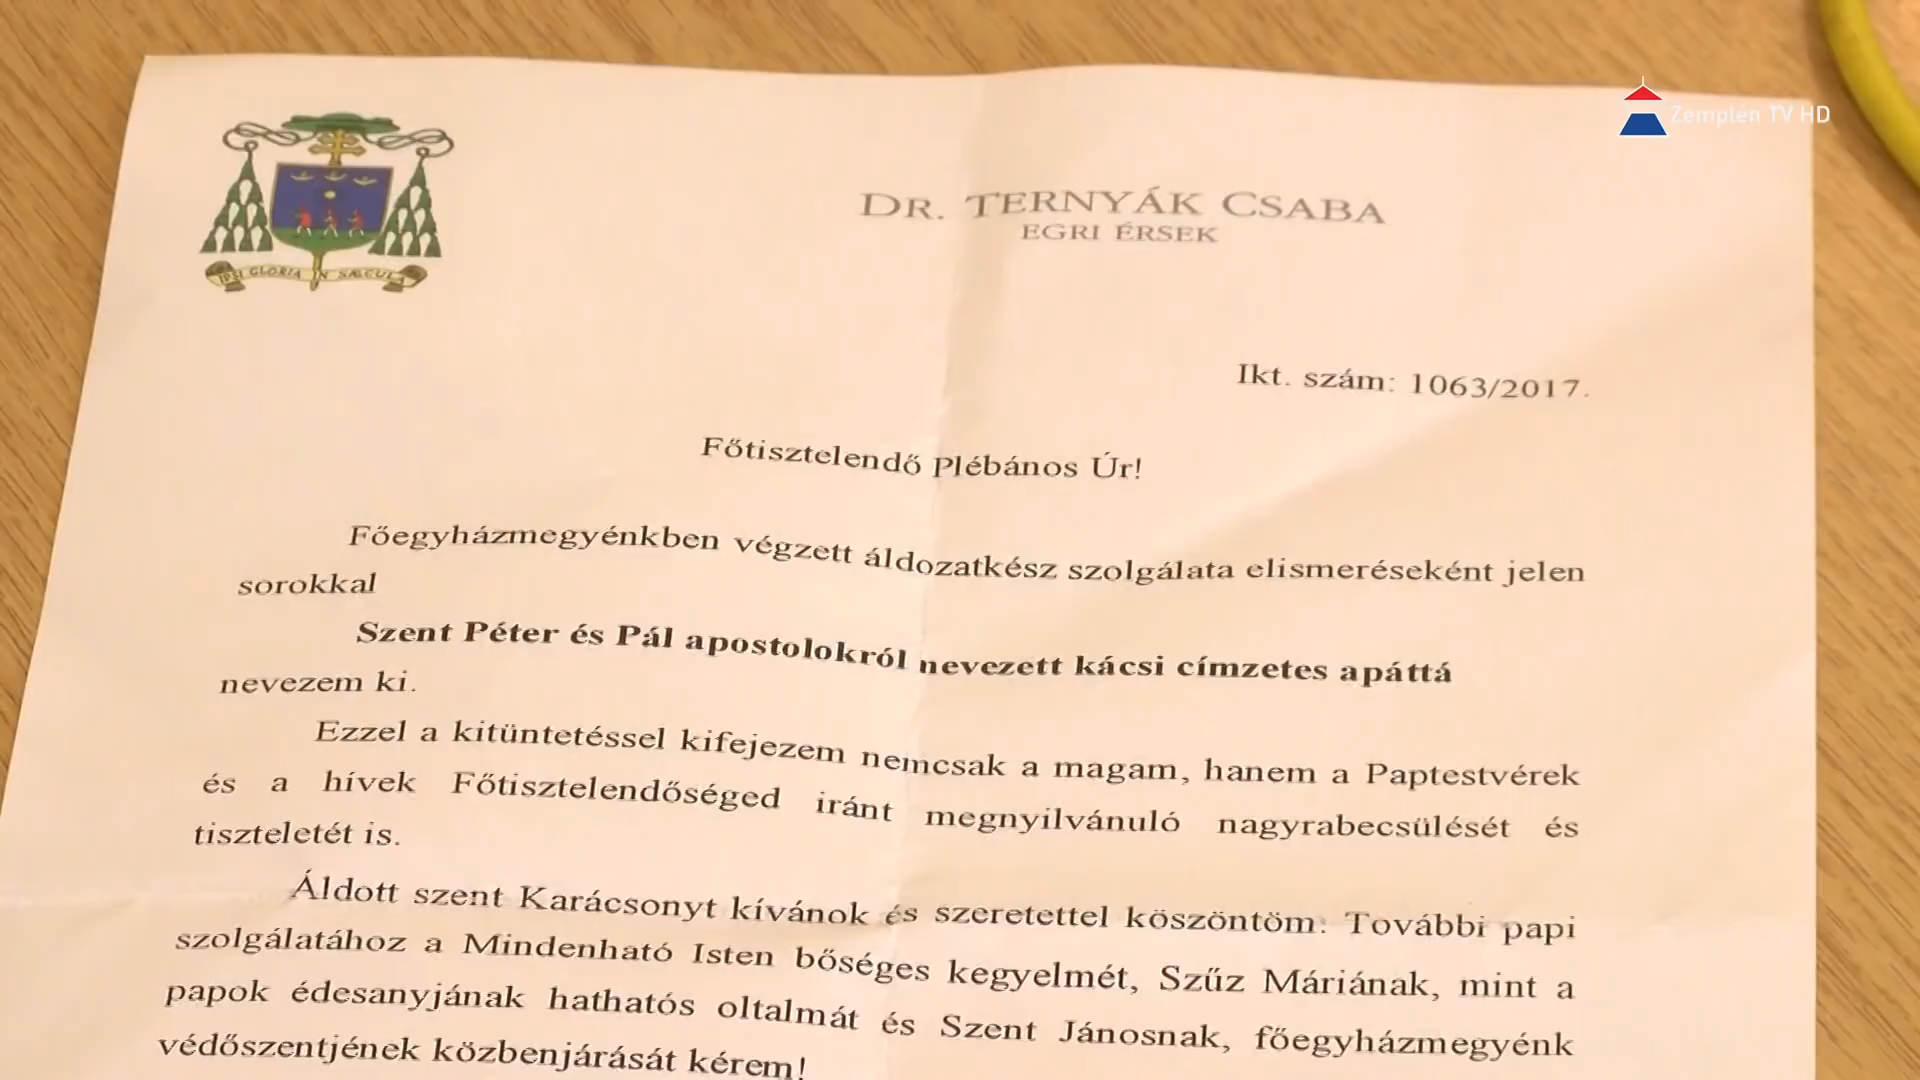 Zemplén TV HD
IPSI GLORIA IN SÆCULA
DR. TERNYÁK CSABA
EGRI ÉRSEK
Ikt. szám: 1063/2017.
Főtisztelendő Plébános Úr!
Főegyházmegyénkben végzett áldozatkész szolgálata elismeréseként jelen
sorokkal
Szent Péter és Pál apostolokról nevezett kácsi címzetes apáttá
nevezem ki.
Ezzel a kitüntetéssel kifejezem nemcsak a magam, hanem a Paptestvérek
és a hívek Főtisztelendőséged iránt megnyilvánuló nagyrabecsülését és
tiszteletét is.
Áldott szent Karácsonyt kívánok és szeretettel köszöntöm: További papi
szolgálatához a Mindenható Isten bőséges kegyelmét, Szűz Máriának, mint a
papok édesanyjának hathatós oltalmát és Szent Jánosnak, főegyházmegyénk
védőszentjének közbenjárását kérem!